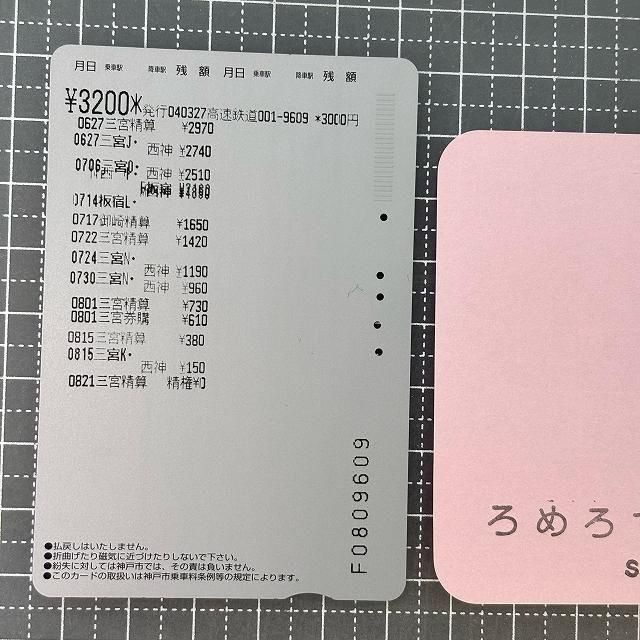 月日 乗車駅 降車駅 残 額 月日 乗車駅 降車駅 残 額
¥3200 発行040327高速鉄道001-9609 *3000円
0627三宮精算 ¥2970
0627三宮J・
西神 ¥2740
0706三宮O・
西神 ¥2510
0714板宿L・
0717御崎精算 ¥1650
0722三宮精算 ¥1420
0724三宮N・
西神 ¥1190
0730三宮N・
西神 ¥960
0801三宮精算 ¥730
0801三宮券購 ¥610
0815三宮精算 ¥380
0815三宮K・
西神 ¥150
0821三宮精算 精権¥0
F0809609
●払戻しはいたしません。
●折曲げたり磁気に近づけたりしないで下さい。
●紛失に対しては神戸市では、その責は負いません。
●このカードの取扱いは神戸市乗車料条例等の規定によります。
ろめろ
S